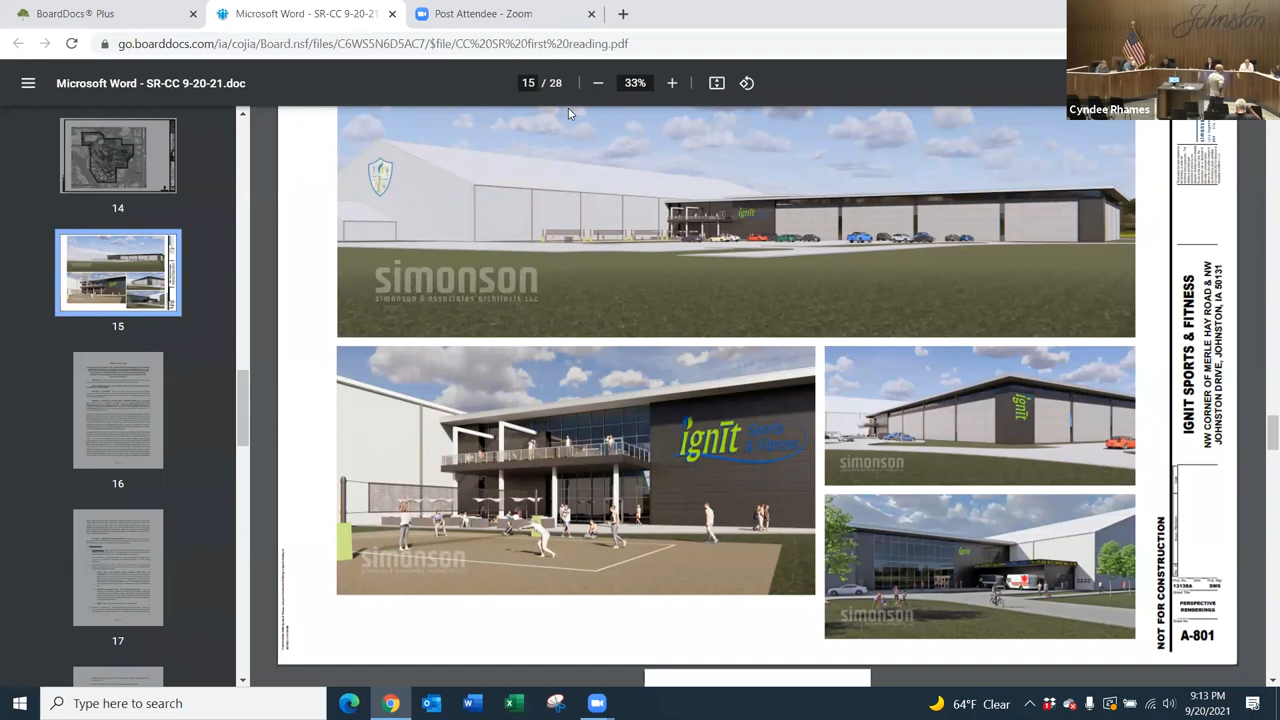 BoardDocs® Plus
Microsoft Word - SR-CC 9-20-21
Post Attendee - Zoom
go.boarddocs.com/ia/cojia/Board.nsf/files/C6WS5N6D5AC7/$file/CC%20SR%20first%20reading.pdf
Johnston
Cyndee Rhames
Microsoft Word - SR-CC 9-20-21.doc
15 / 28
33%
14
15
16
17
ignit
simonson
simonson & associates architects llc
ignit
simonson
ignit
simonson
ignit
simonson
IGNIT SPORTS & FITNESS
NW CORNER OF MERLE HAY ROAD & NW
JOHNSTON DRIVE, JOHNSTON, IA 50131
NOT FOR CONSTRUCTION
PERSPECTIVE
RENDERINGS
A-801
Type here to search
64°F Clear
9:13 PM
9/20/2021